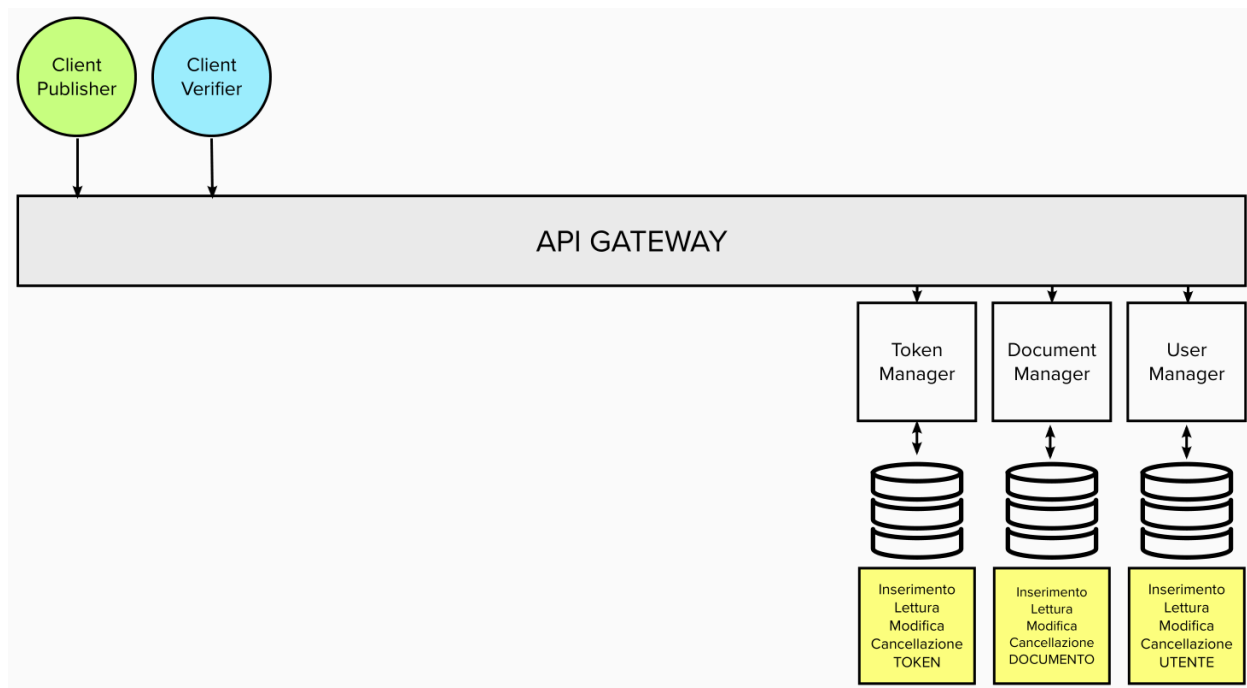 Client
Publisher
Client
Verifier
API GATEWAY
Token
Manager
Document
Manager
User
Manager
Inserimento
Lettura
Modifica
Cancellazione
TOKEN
Inserimento
Lettura
Modifica
Cancellazione
DOCUMENTO
Inserimento
Lettura
Modifica
Cancellazione
UTENTE